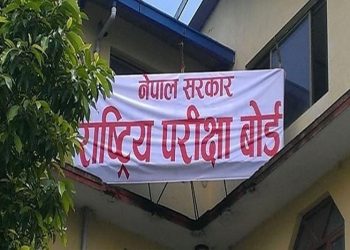 नेपाल सरकार
राष्ट्रिय परीक्षा बोर्ड